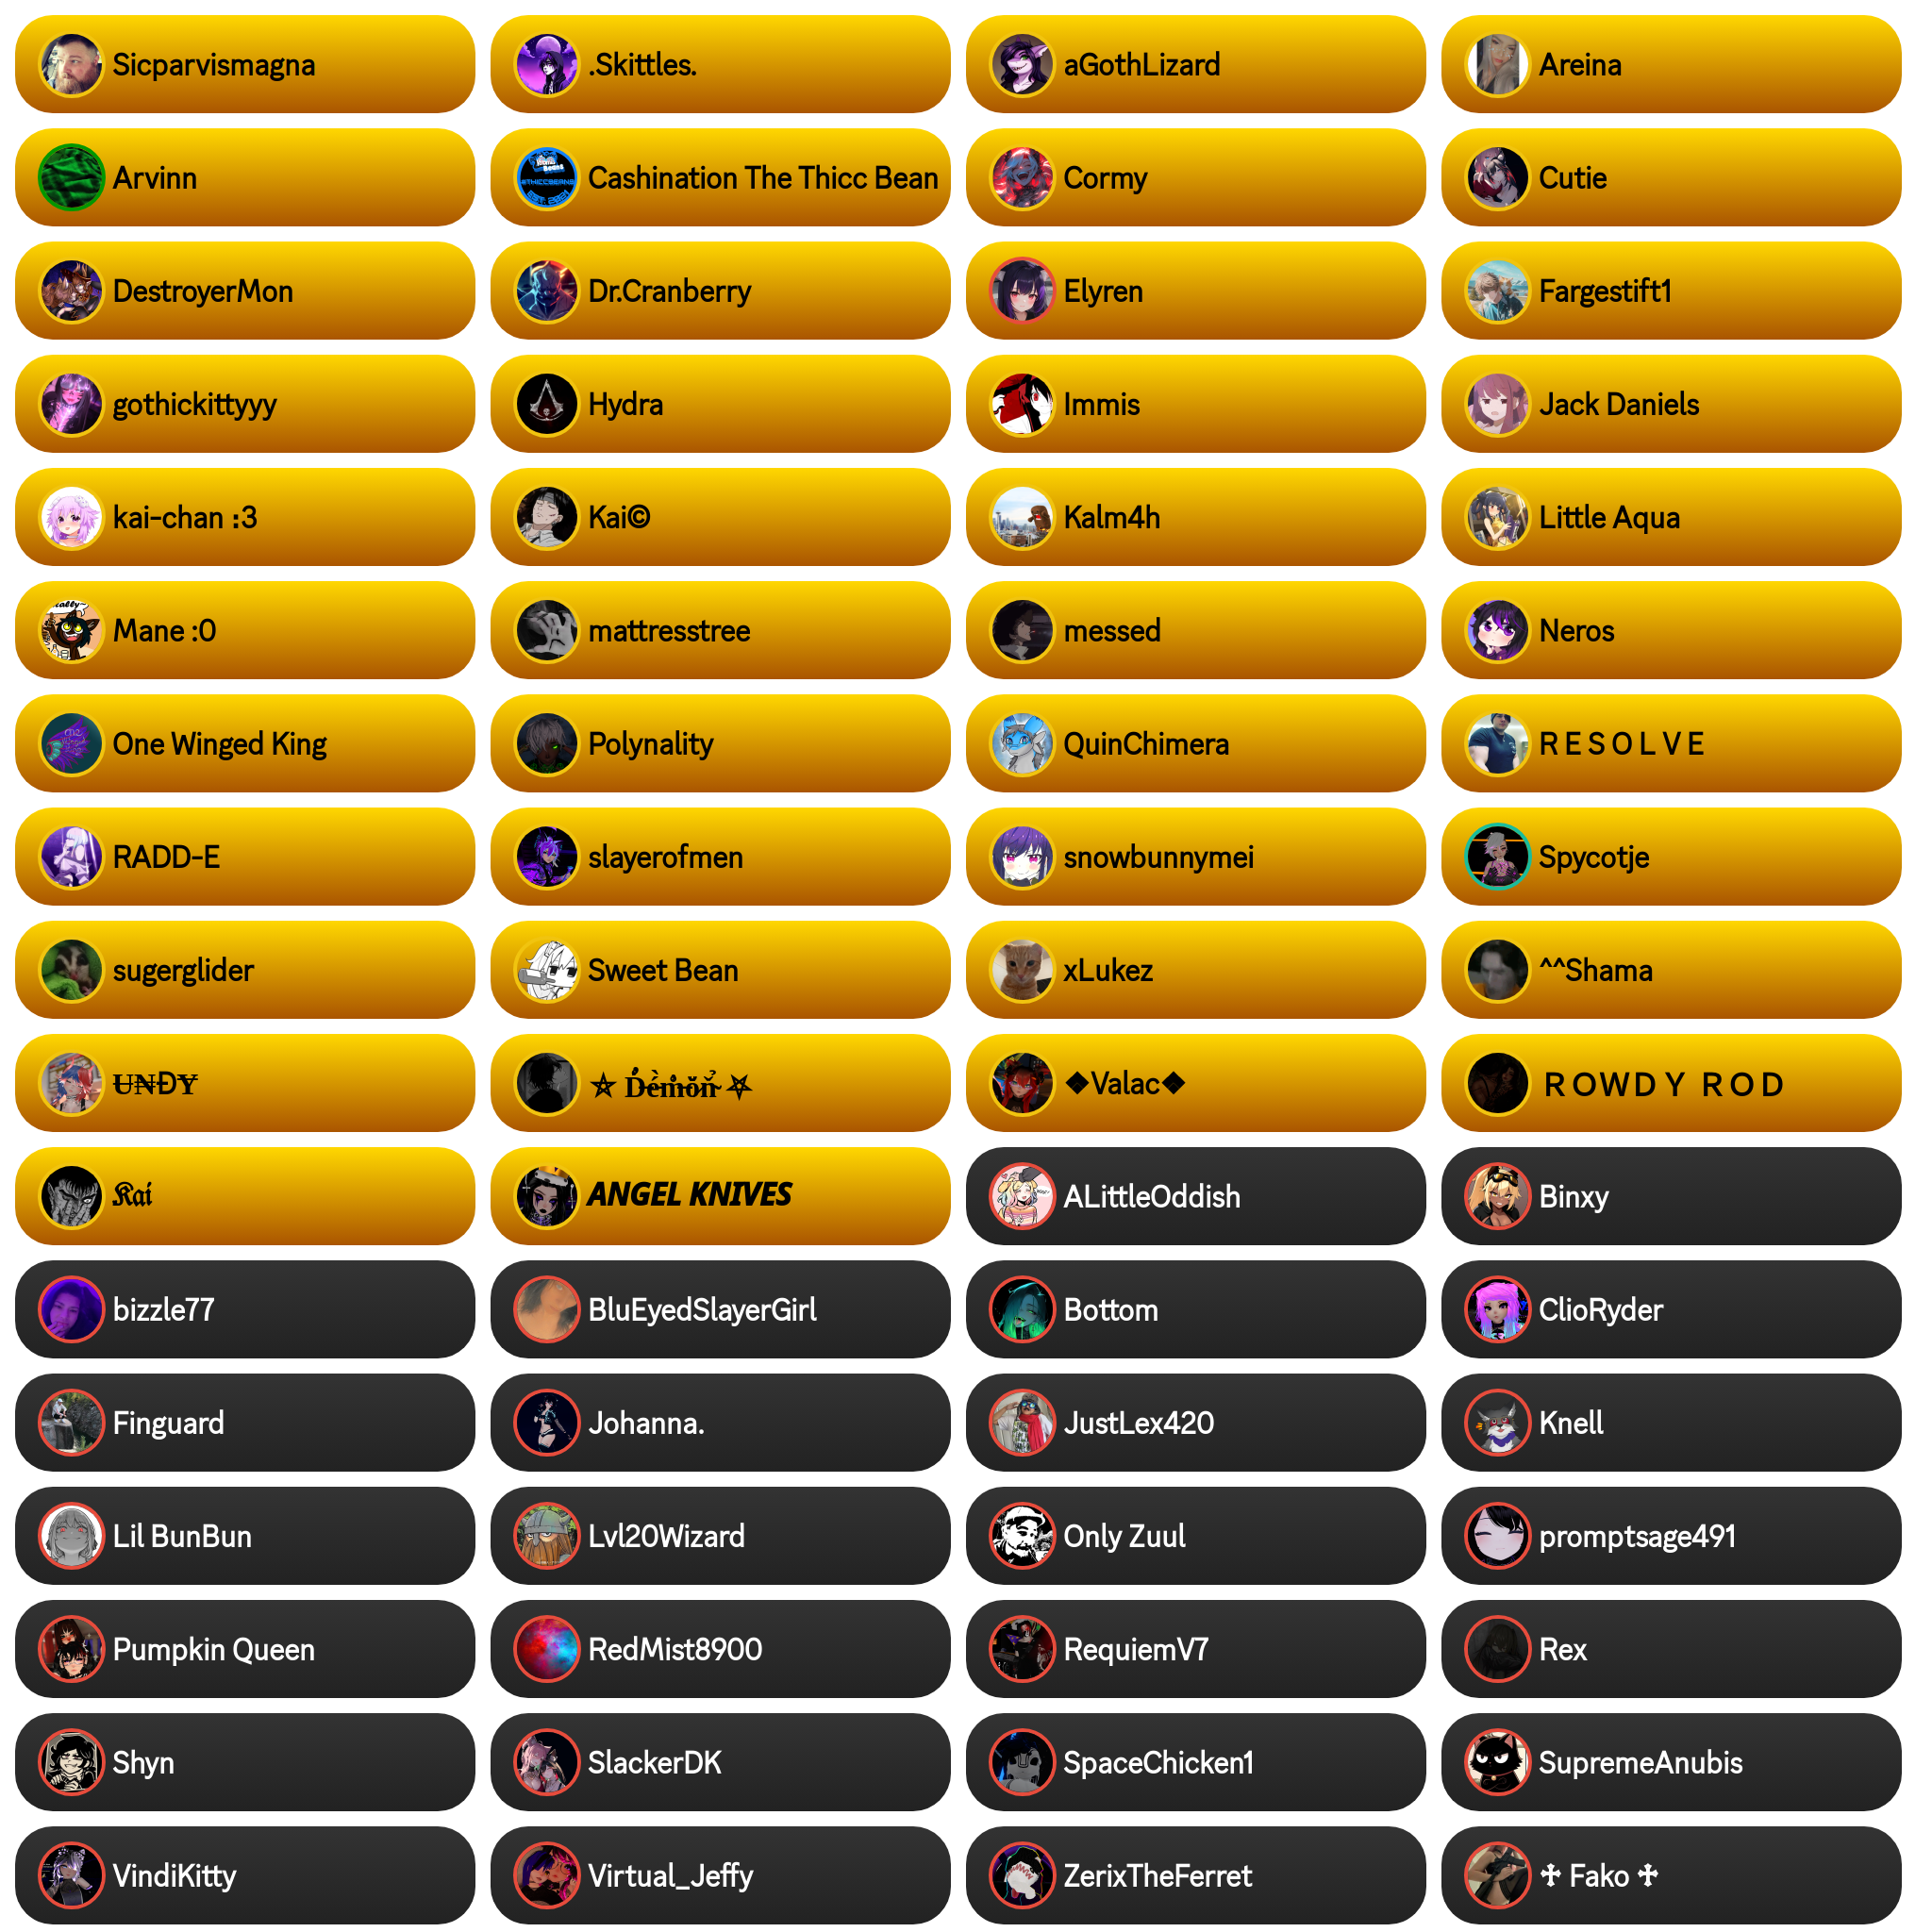 Sicparvismagna
.Skittles.
aGothLizard
Areina
Arvinn
Cashination The Thicc Bean
Cormy
Cutie
DestroyerMon
Dr.Cranberry
Elyren
Fargestift1
gothickittyyy
Hydra
Immis
Jack Daniels
kai-chan :3
Kai©
Kalm4h
Little Aqua
Mane :0
mattresstree
messed
Neros
One Winged King
Polynality
QuinChimera
R E S O L V E
RADD-E
slayerofmen
snowbunnymei
Spycotje
sugerglider
Sweet Bean
xLukez
^^Shama
U̶N̶ĐY̶
⛤ D̴e̴m̴o̴n̴ ⛧
❖Valac❖
ＲＯＷＤＹ ＲＯＤ
𝕶𝖆𝖎
𝘼𝙉𝙂𝙀𝙇 𝙆𝙉𝙄𝙑𝙀𝙎
ALittleOddish
Binxy
bizzle77
BluEyedSlayerGirl
Bottom
ClioRyder
Finguard
Johanna.
JustLex420
Knell
Lil BunBun
Lvl20Wizard
Only Zuul
promptsage491
Pumpkin Queen
RedMist8900
RequiemV7
Rex
Shyn
SlackerDK
SpaceChicken1
SupremeAnubis
VindiKitty
Virtual_Jeffy
ZerixTheFerret
♱ Fako ♱